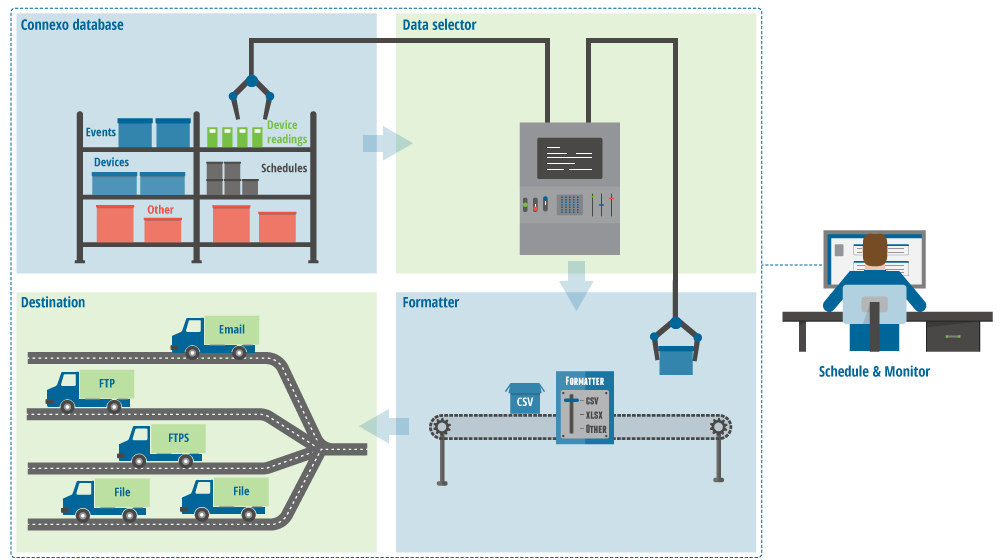 Connexo database
Data selector
Events
Device
readings
Devices
Schedules
Other
Destination
Formatter
Email
FTP
FTPS
File
File
CSV
FORMATTER
CSV
XLSX
OTHER
Schedule & Monitor